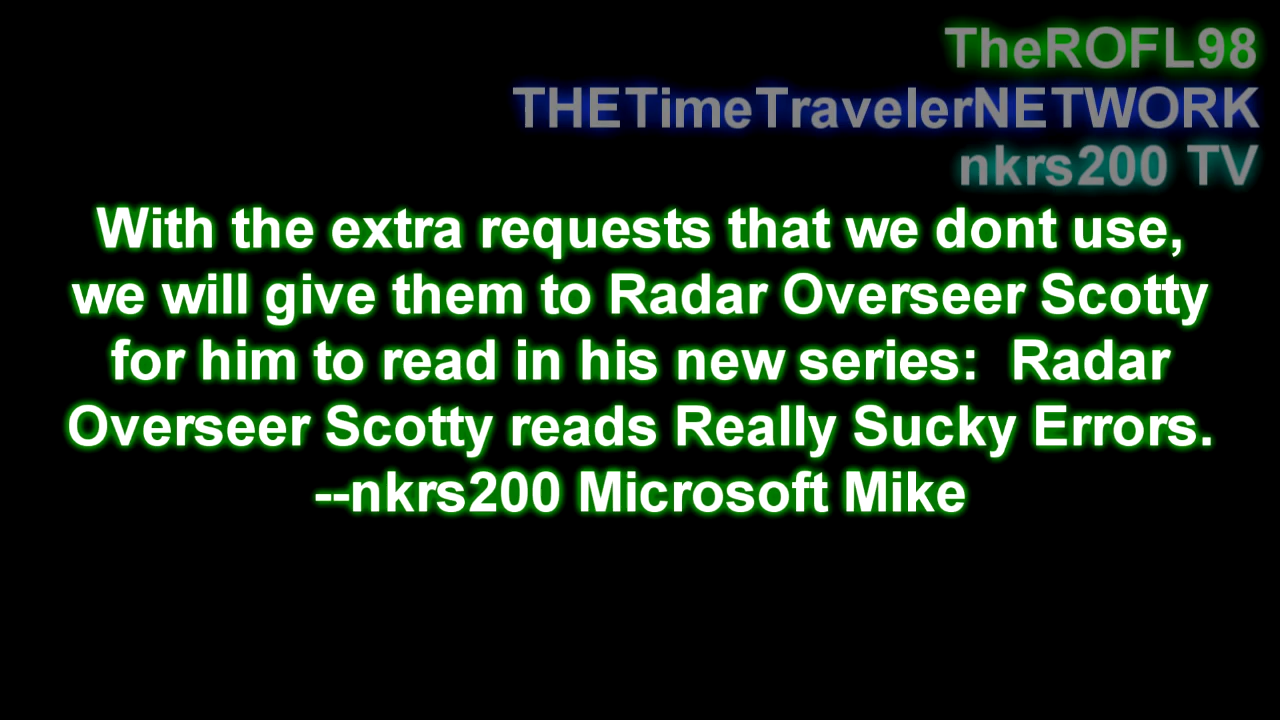 TheROFL98
THETimeTravelerNETWORK
nkrs200 TV
With the extra requests that we dont use,
we will give them to Radar Overseer Scotty
for him to read in his new series:  Radar
Overseer Scotty reads Really Sucky Errors.
--nkrs200 Microsoft Mike